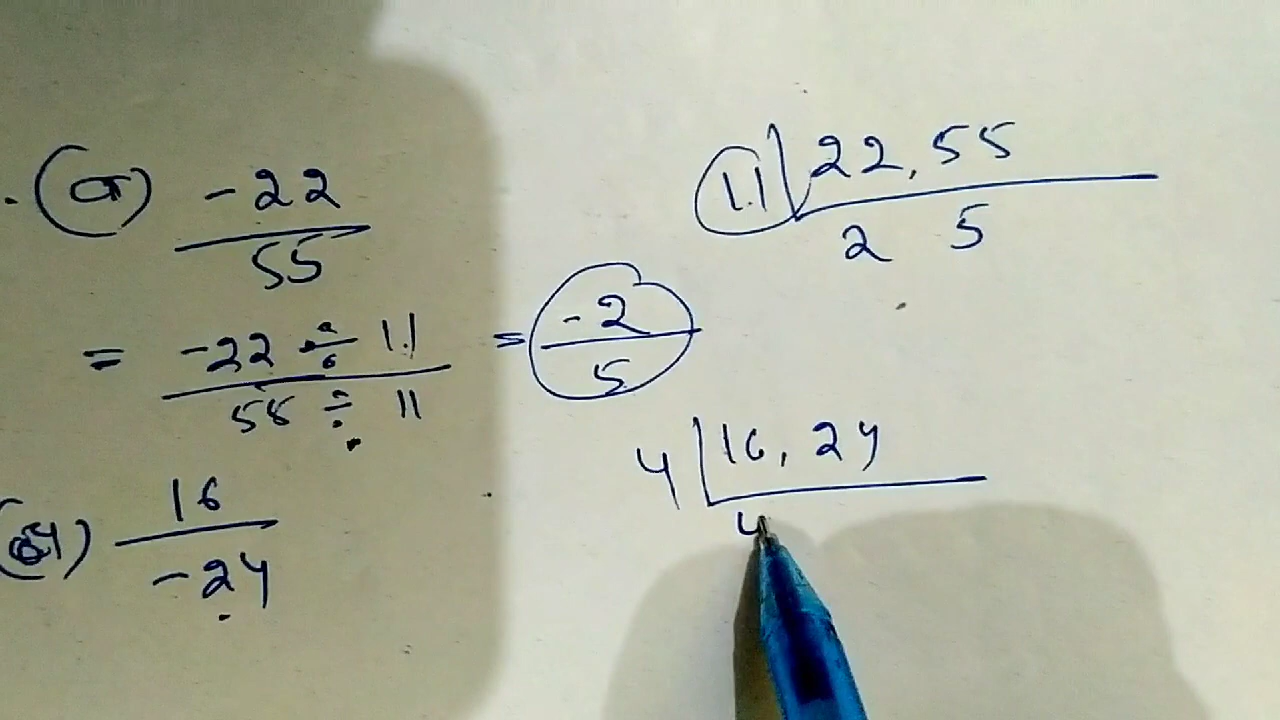 -22
55
= -22 ÷ 11
55 ÷ 11
= -2
5
16
-24
11 22, 55
2 5
4 16, 24
4